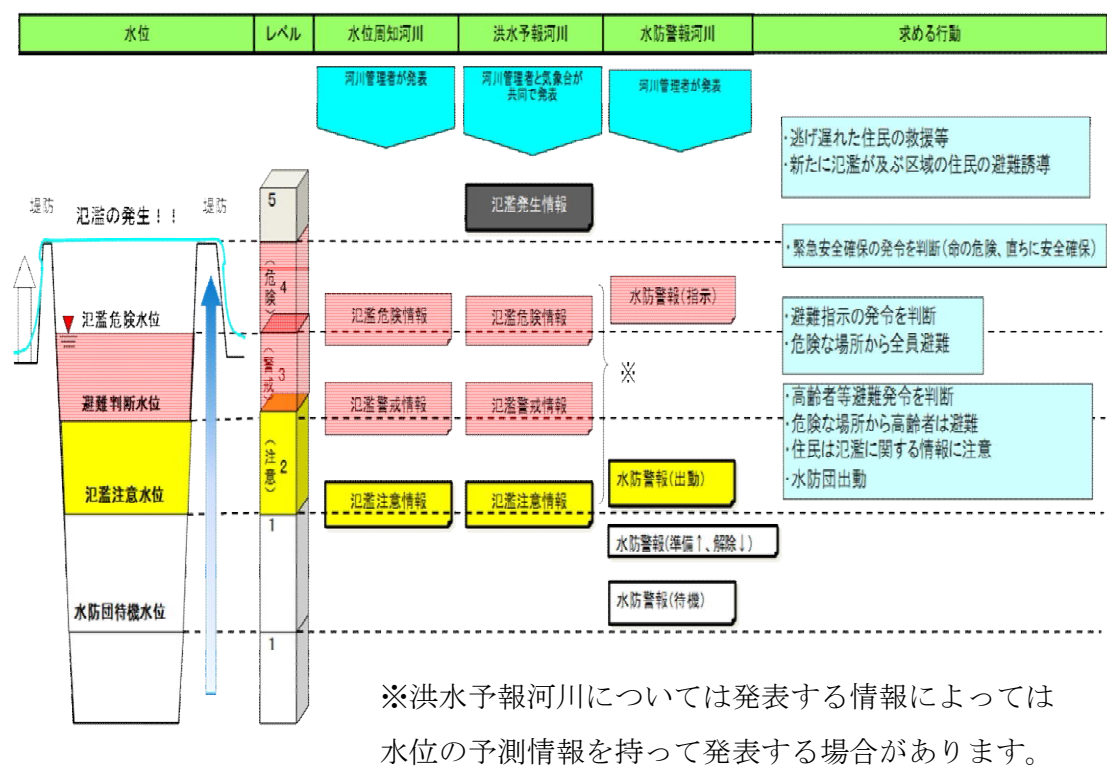 水位
レベル
水位周知河川
洪水予報河川
水防警報河川
求める行動
河川管理者が発表
河川管理者と気象台が
共同で発表
河川管理者が発表
・逃げ遅れた住民の救援等
・新たに氾濫が及ぶ区域の住民の避難誘導
堤防
氾濫の発生！！
堤防
5
氾濫発生情報
・緊急安全確保の発令を判断(命の危険、直ちに安全確保)
(危険)
4
水防警報(指示)
氾濫危険水位
氾濫危険情報
氾濫危険情報
・避難指示の発令を判断
・危険な場所から全員避難
(警戒)
3
※
避難判断水位
氾濫警戒情報
氾濫警戒情報
・高齢者等避難発令を判断
・危険な場所から高齢者は避難
・住民は氾濫に関する情報に注意
・水防団出動
(注意)
2
水防警報(出動)
氾濫注意水位
氾濫注意情報
氾濫注意情報
1
水防警報(準備↑、解除↓)
水防警報(待機)
水防団待機水位
1
※洪水予報河川については発表する情報によっては
水位の予測情報を持って発表する場合があります。